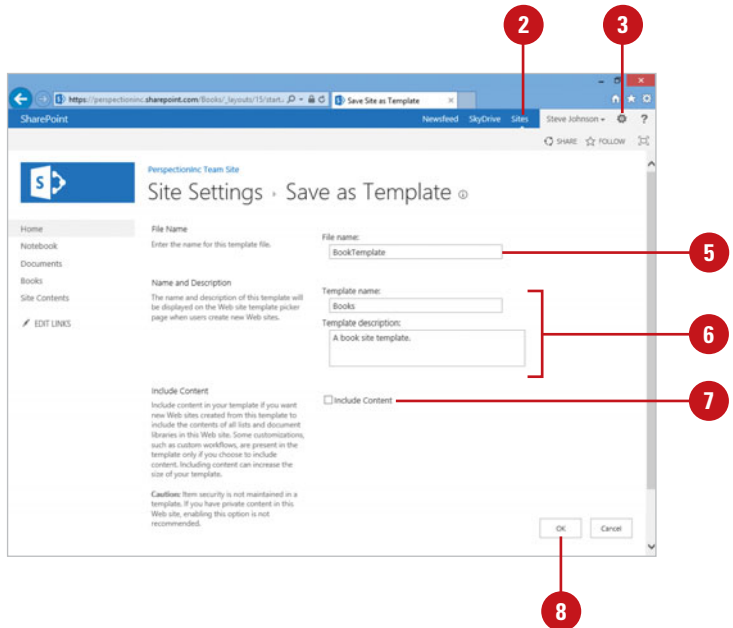 2
3
https://perspectioninc.sharepoint.com/Books/_layouts/15/start.
Save Site as Template
SharePoint
Newsfeed SkyDrive Sites Steve Johnson ?
SHARE FOLLOW
S
Perspectioninc Team Site
Site Settings › Save as Template
Home
Notebook
Documents
Books
Site Contents
EDIT LINKS
File Name
Enter the name for this template file.
File name:
BookTemplate
5
Name and Description
The name and description of this template will
be displayed on the Web site template picker
page when users create new Web sites.
Template name:
Books
Template description:
A book site template.
6
Include Content
Include content in your template if you want
new Web sites created from this template to
include the contents of all lists and document
libraries in this Web site. Some customizations,
such as custom workflows, are present in the
template only if you choose to include
content. Including content can increase the
size of your template.
Caution: Item security is not maintained in a
template. If you have private content in this
Web site, enabling this option is not
recommended.
Include Content
7
OK Cancel
8